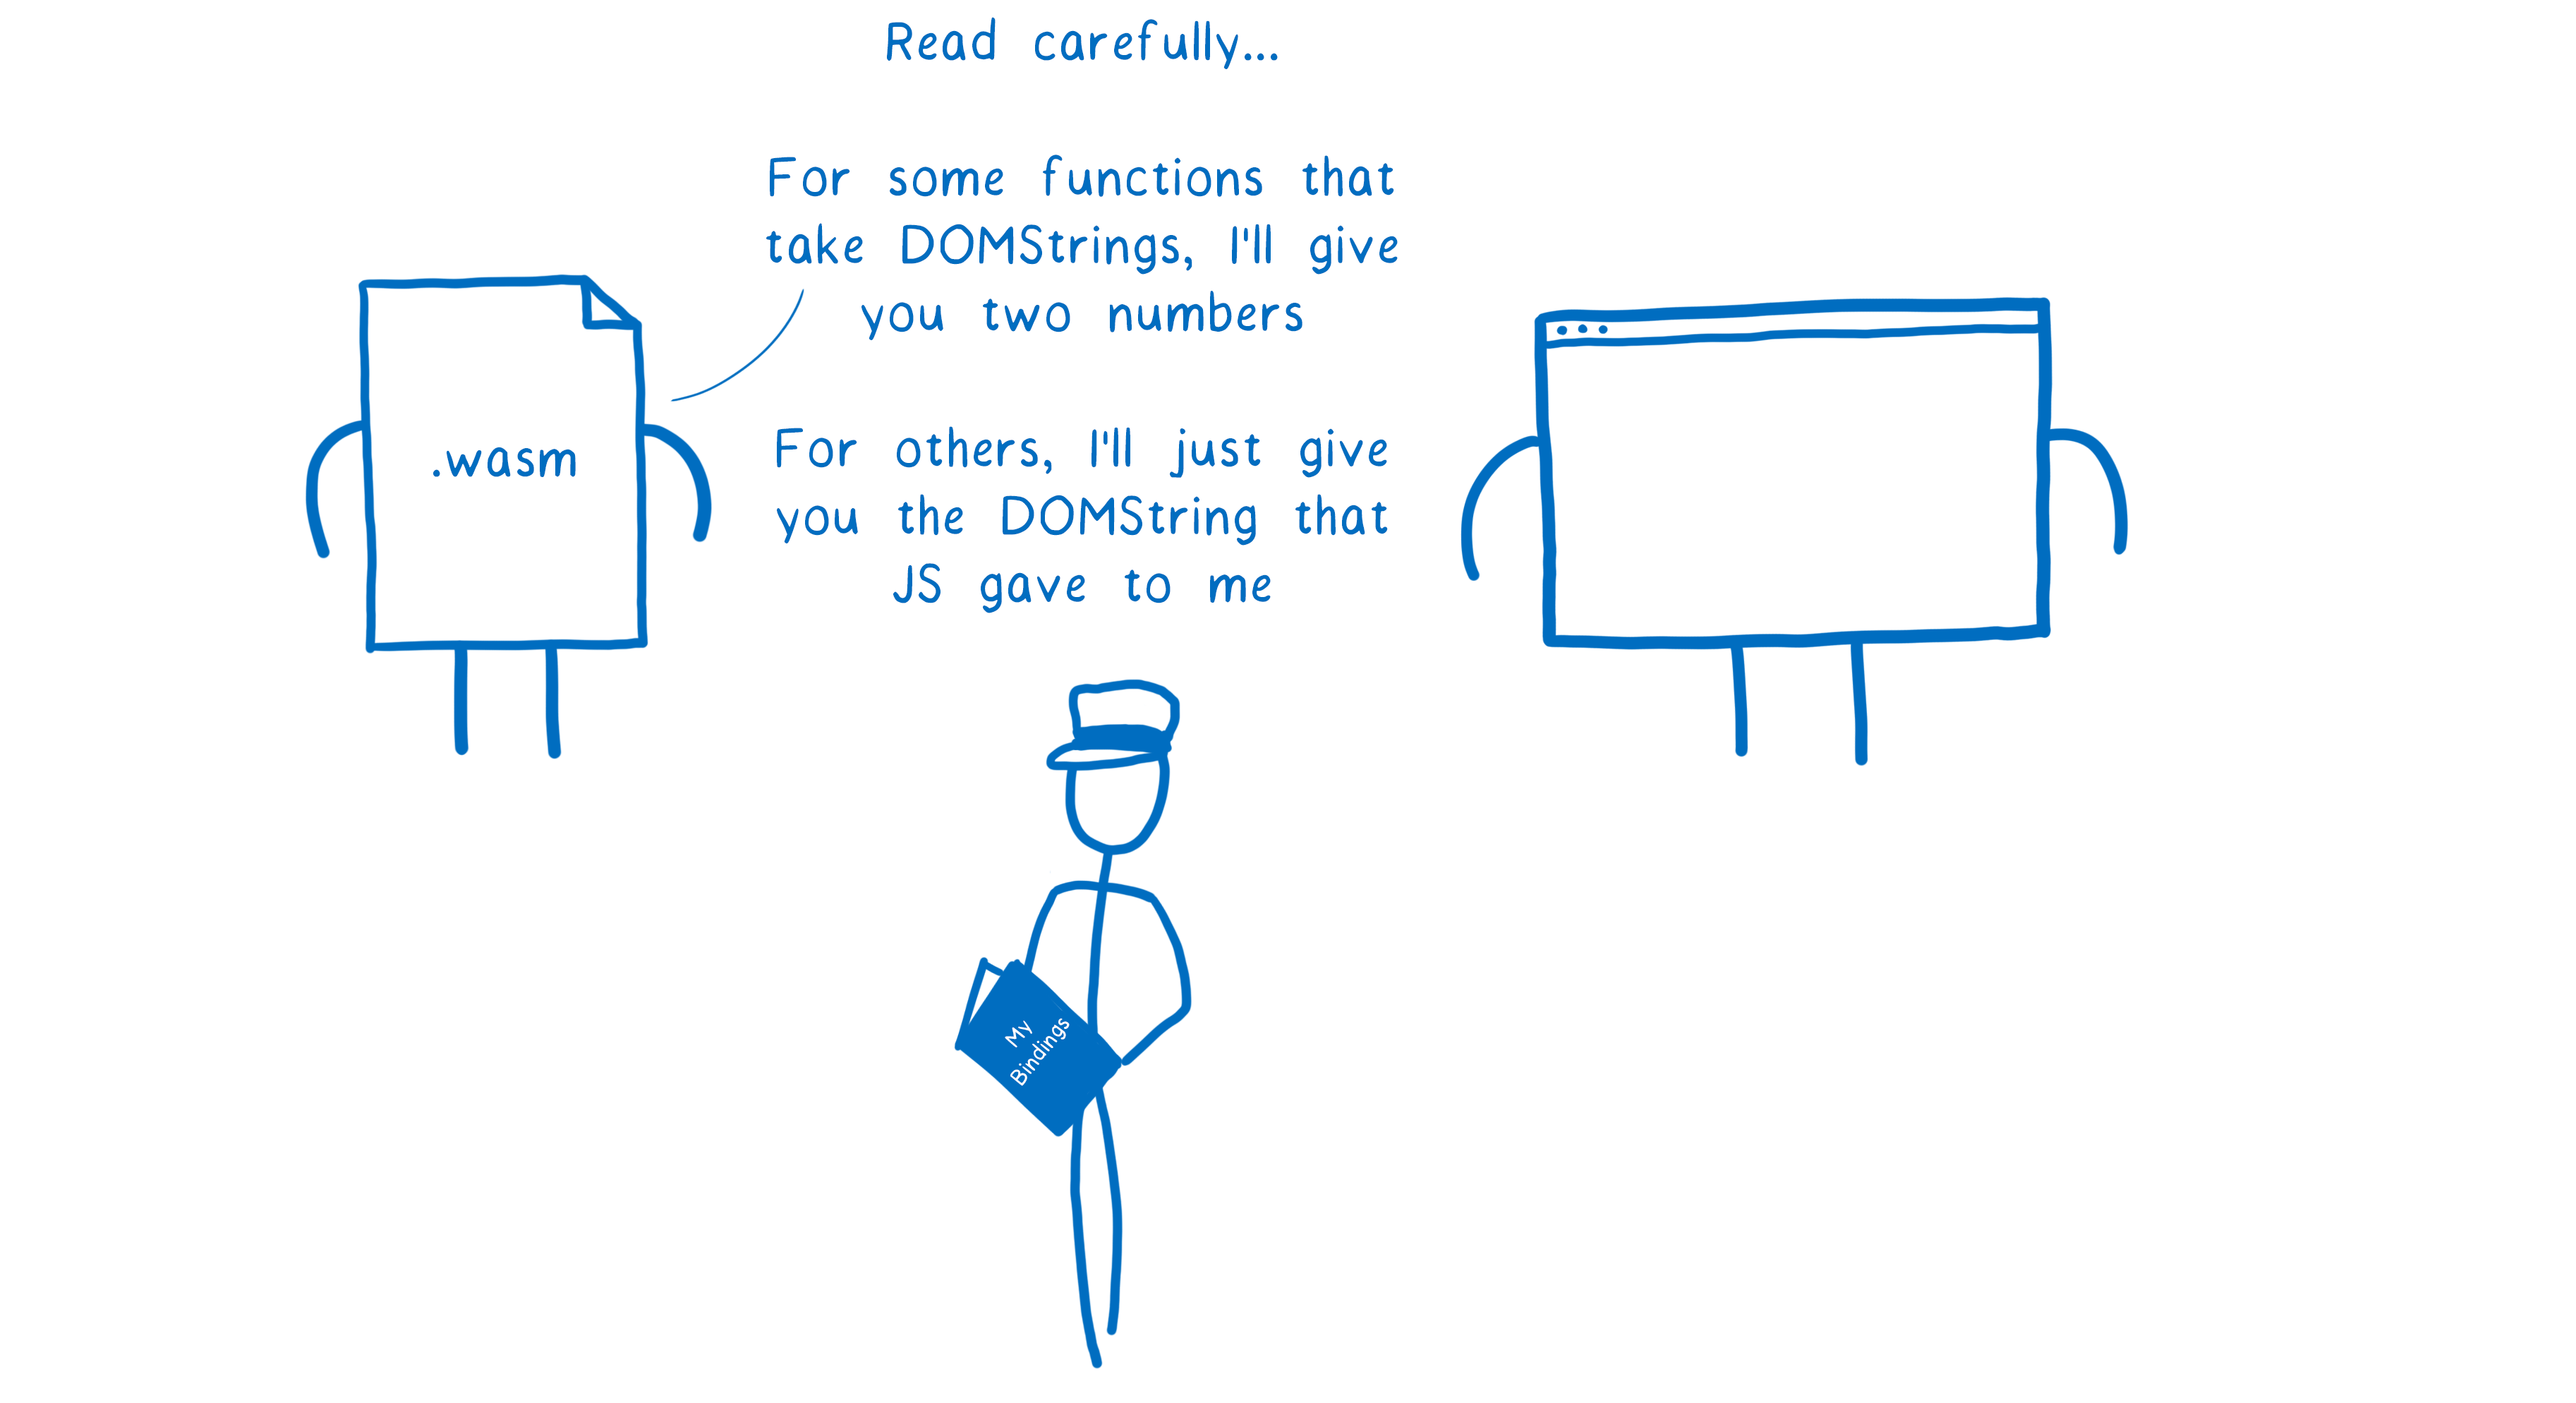 Read carefully...
For some functions that
take DOMStrings, I'll give
you two numbers
For others, I'll just give
you the DOMString that
JS gave to me
.wasm
My
Bindings